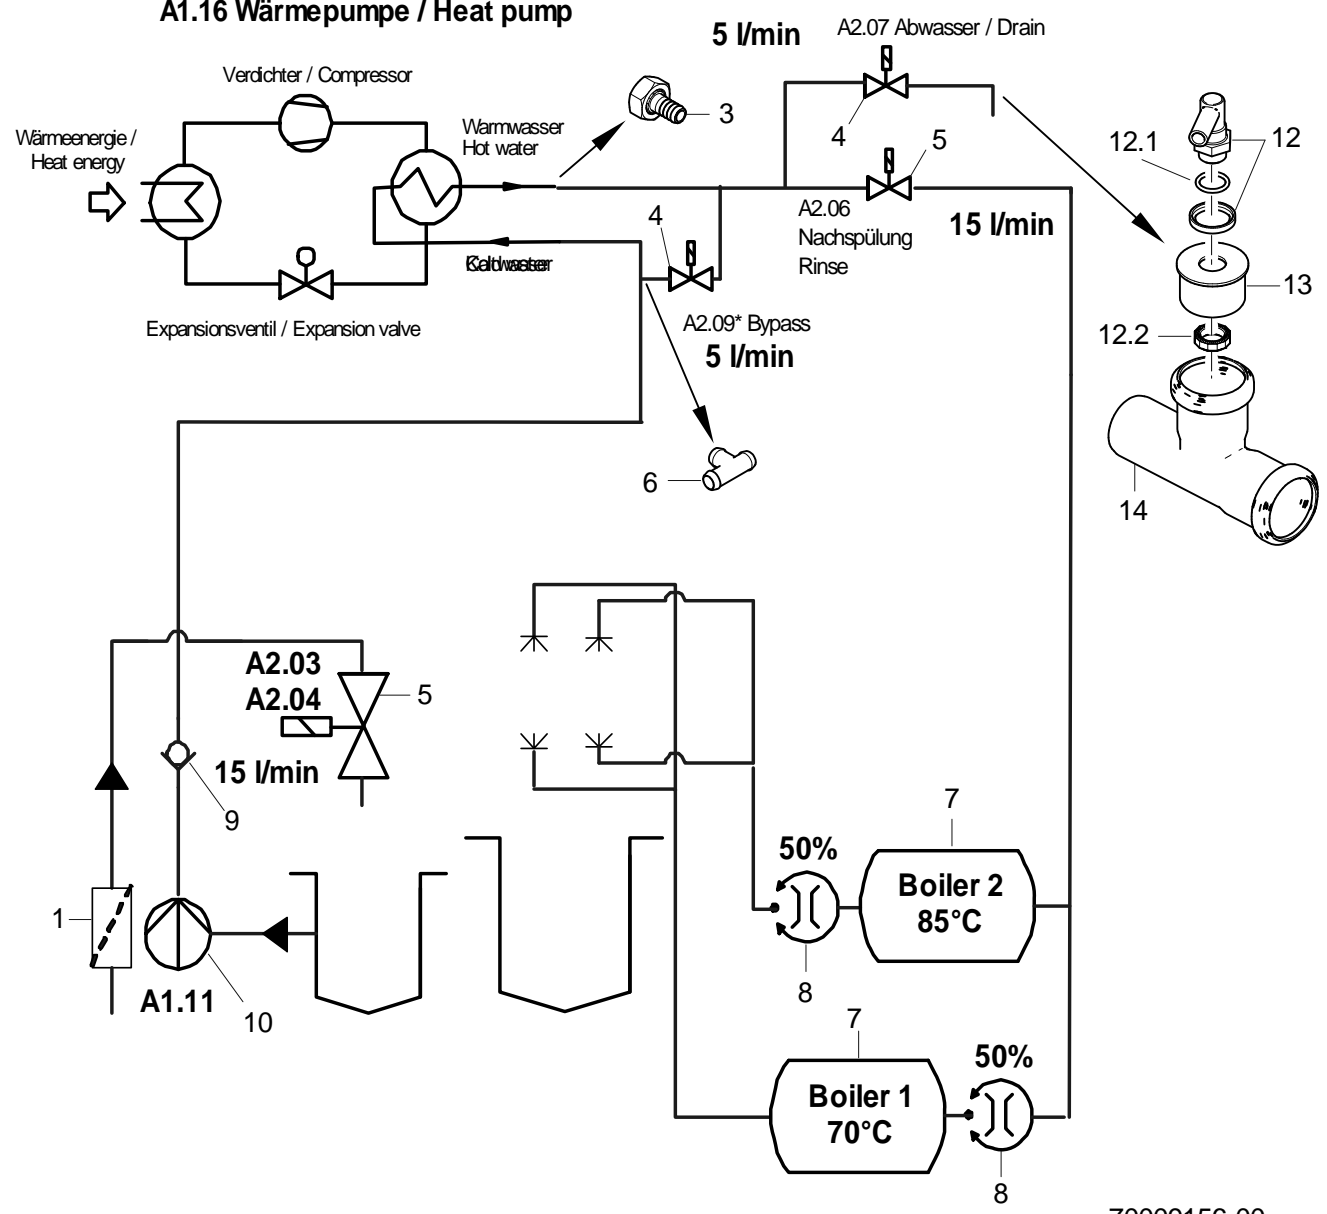 A1.16 Wärmepumpe / Heat pump
5 l/min
A2.07 Abwasser / Drain
Verdichter / Compressor
Wärmeenergie /
Heat energy
Warmwasser
Hot water
3
4
5
12.1
12
4
A2.06
Nachspülung
Rinse
15 l/min
13
Expansionsventil / Expansion valve
A2.09* Bypass
5 l/min
12.2
6
14
A2.03
A2.04
5
15 l/min
9
7
50%
Boiler 2
85°C
1
8
A1.11
10
7
50%
Boiler 1
70°C
8